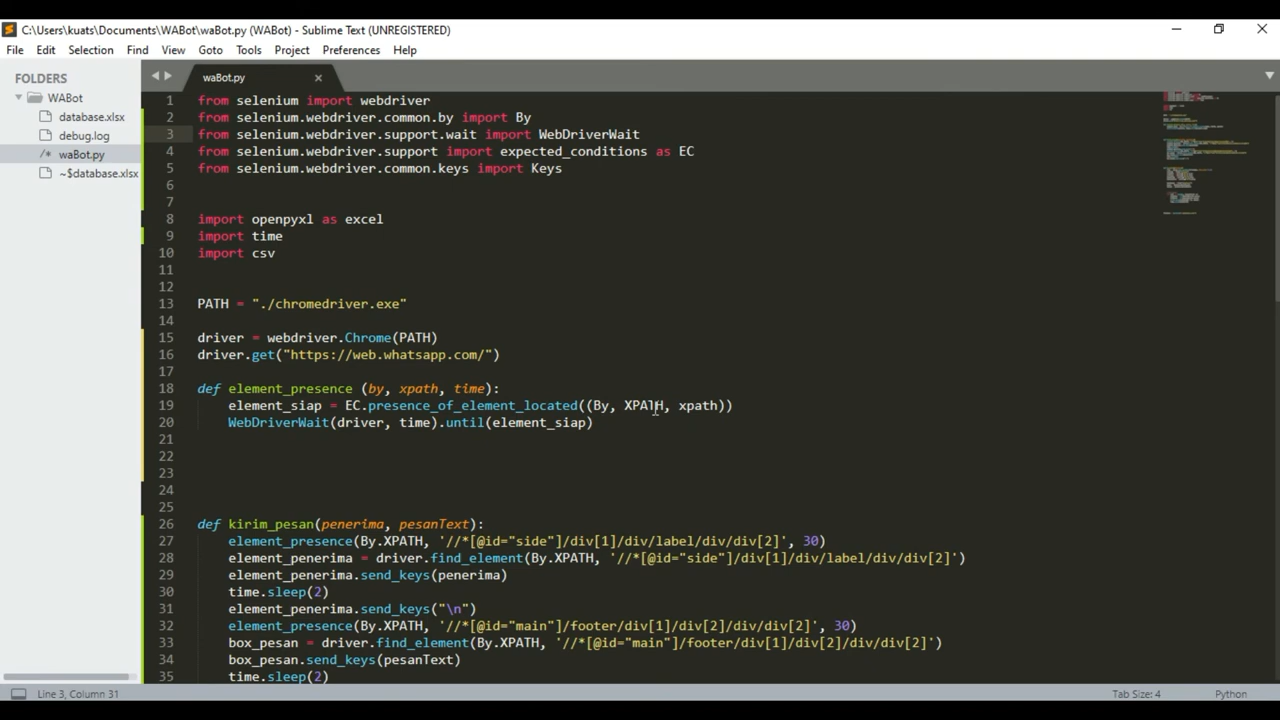 C:\Users\kuats\Documents\WABot\waBot.py (WABot) - Sublime Text (UNREGISTERED)
File Edit Selection Find View Goto Tools Project Preferences Help
FOLDERS
WABot
database.xlsx
debug.log
/* waBot.py
~$database.xlsx
waBot.py
1 from selenium import webdriver
2 from selenium.webdriver.common.by import By
3 from selenium.webdriver.support.wait import WebDriverWait
4 from selenium.webdriver.support import expected_conditions as EC
5 from selenium.webdriver.common.keys import Keys
6
7
8 import openpyxl as excel
9 import time
10 import csv
11
12
13 PATH = "./chromedriver.exe"
14
15 driver = webdriver.Chrome(PATH)
16 driver.get("https://web.whatsapp.com/")
17
18 def element_presence (by, xpath, time):
19 element_siap = EC.presence_of_element_located((By, XPATH, xpath))
20 WebDriverWait(driver, time).until(element_siap)
21
22
23
24
25
26 def kirim_pesan(penerima, pesanText):
27 element_presence(By.XPATH, '//*[@id="side"]/div[1]/div/label/div/div[2]', 30)
28 element_penerima = driver.find_element(By.XPATH, '//*[@id="side"]/div[1]/div/label/div/div[2]')
29 element_penerima.send_keys(penerima)
30 time.sleep(2)
31 element_penerima.send_keys("\n")
32 element_presence(By.XPATH, '//*[@id="main"]/footer/div[1]/div[2]/div/div[2]', 30)
33 box_pesan = driver.find_element(By.XPATH, '//*[@id="main"]/footer/div[1]/div[2]/div/div[2]')
34 box_pesan.send_keys(pesanText)
35 time.sleep(2)
Line 3, Column 31
Tab Size: 4
Python